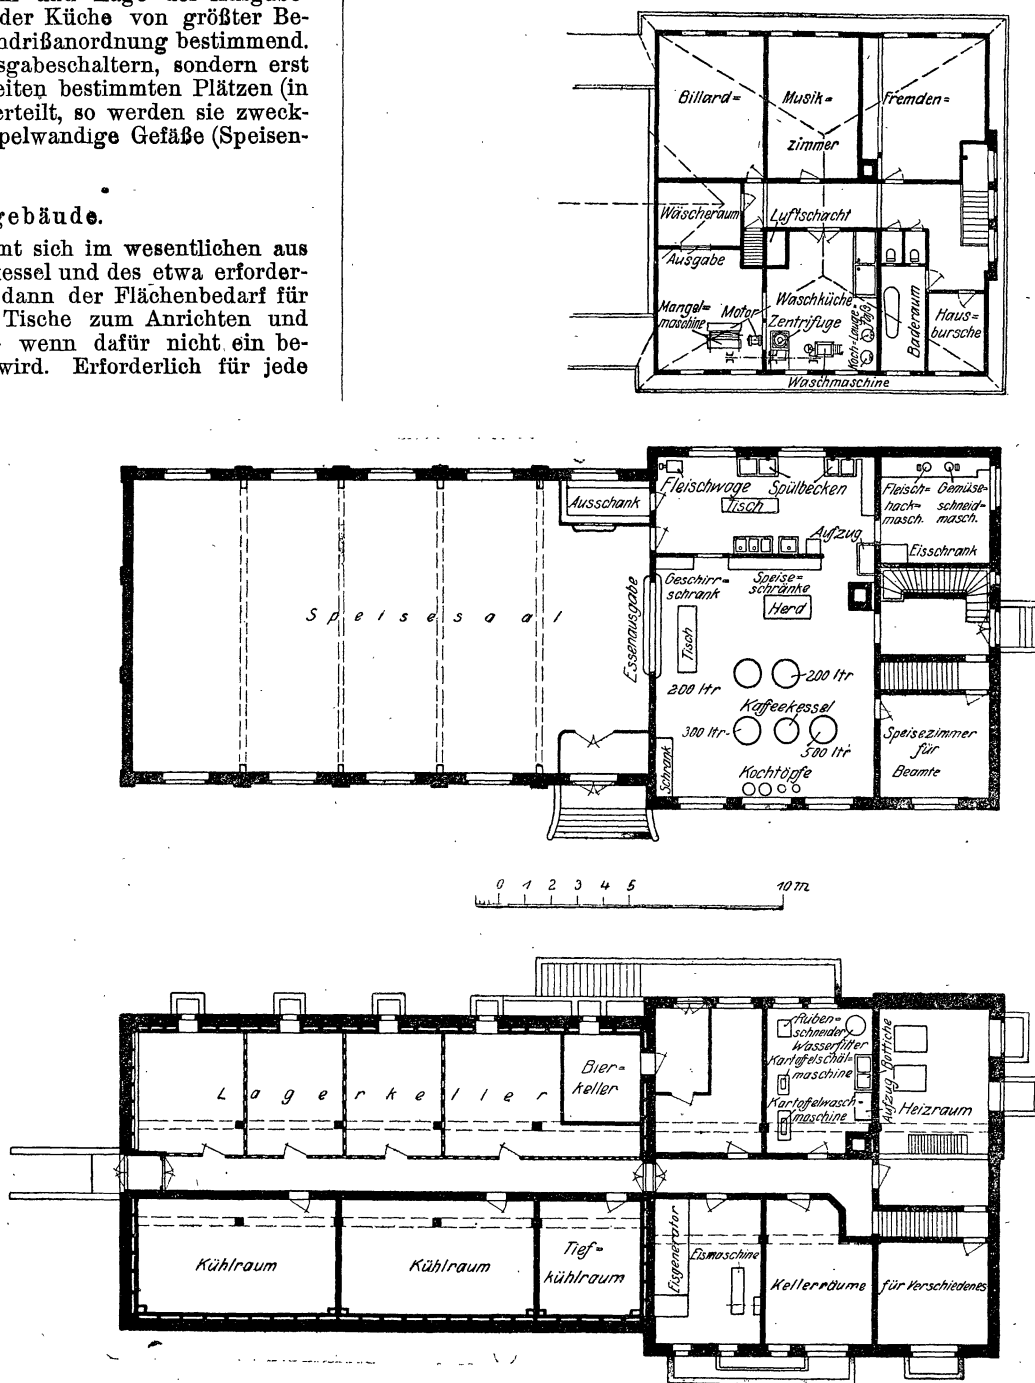 der Küche von größter Be-
ndrißanordnung bestimmend.
sgabeschaltern, sondern erst
eiten bestimmten Plätzen (in
erteilt, so werden sie zweck-
pelwandige Gefäße (Speisen-
gebäude.
mt sich im wesentlichen aus
essel und des etwa erforder-
dann der Flächenbedarf für
Tische zum Anrichten und
wenn dafür nicht ein be-
wird. Erforderlich für jede
Billard=
Musik=
Fremden=
zimmer
Wäscheraum
Luftschacht
Ausgabe
Waschküche
Mangel=
maschine
Motor
Zentrifuge
Koch-Lauge-
Faß
Baderaum
Haus=
bursche
Waschmaschine
Ausschank
Fleischwage
Spülbecken
Tisch
Aufzug
Fleisch=
hack=
masch.
Gemüse=
schneid=
masch.
Eisschrank
Geschirr=
schrank
Speise=
schränke
Herd
Speisesaal
Essenausgabe
Tisch
200 ltr
200 ltr
Kaffeekessel
300 ltr
500 ltr
Schrank
Kochtöpfe
Speisezimmer
für
Beamte
0 1 2 3 4 5 10 m
Lagerkeller
Bier=
keller
Rüben=
schneider
Wasserfilter
Kartoffelschäl=
maschine
Kartoffelwasch=
maschine
Aufzug
Bottiche
Heizraum
Kühlraum
Kühlraum
Tief=
kühlraum
Eisgenerator
Eismaschine
Kellerräume
für Verschiedenes